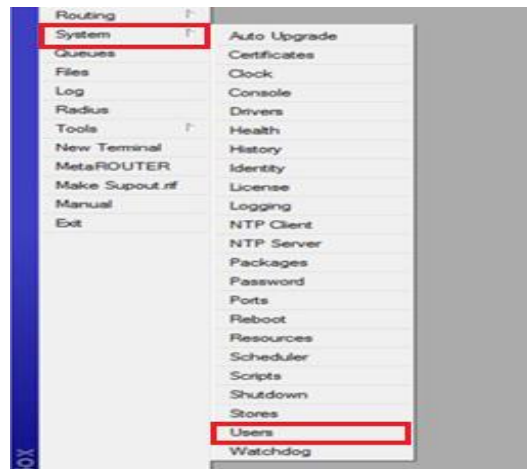 Routing
System
Queues
Files
Log
Radius
Tools
New Terminal
MetaROUTER
Make Supout.rif
Manual
Exit
Auto Upgrade
Certificates
Clock
Console
Drivers
Health
History
Identity
License
Logging
NTP Client
NTP Server
Packages
Password
Ports
Reboot
Resources
Scheduler
Scripts
Shutdown
Stores
Users
Watchdog
ox